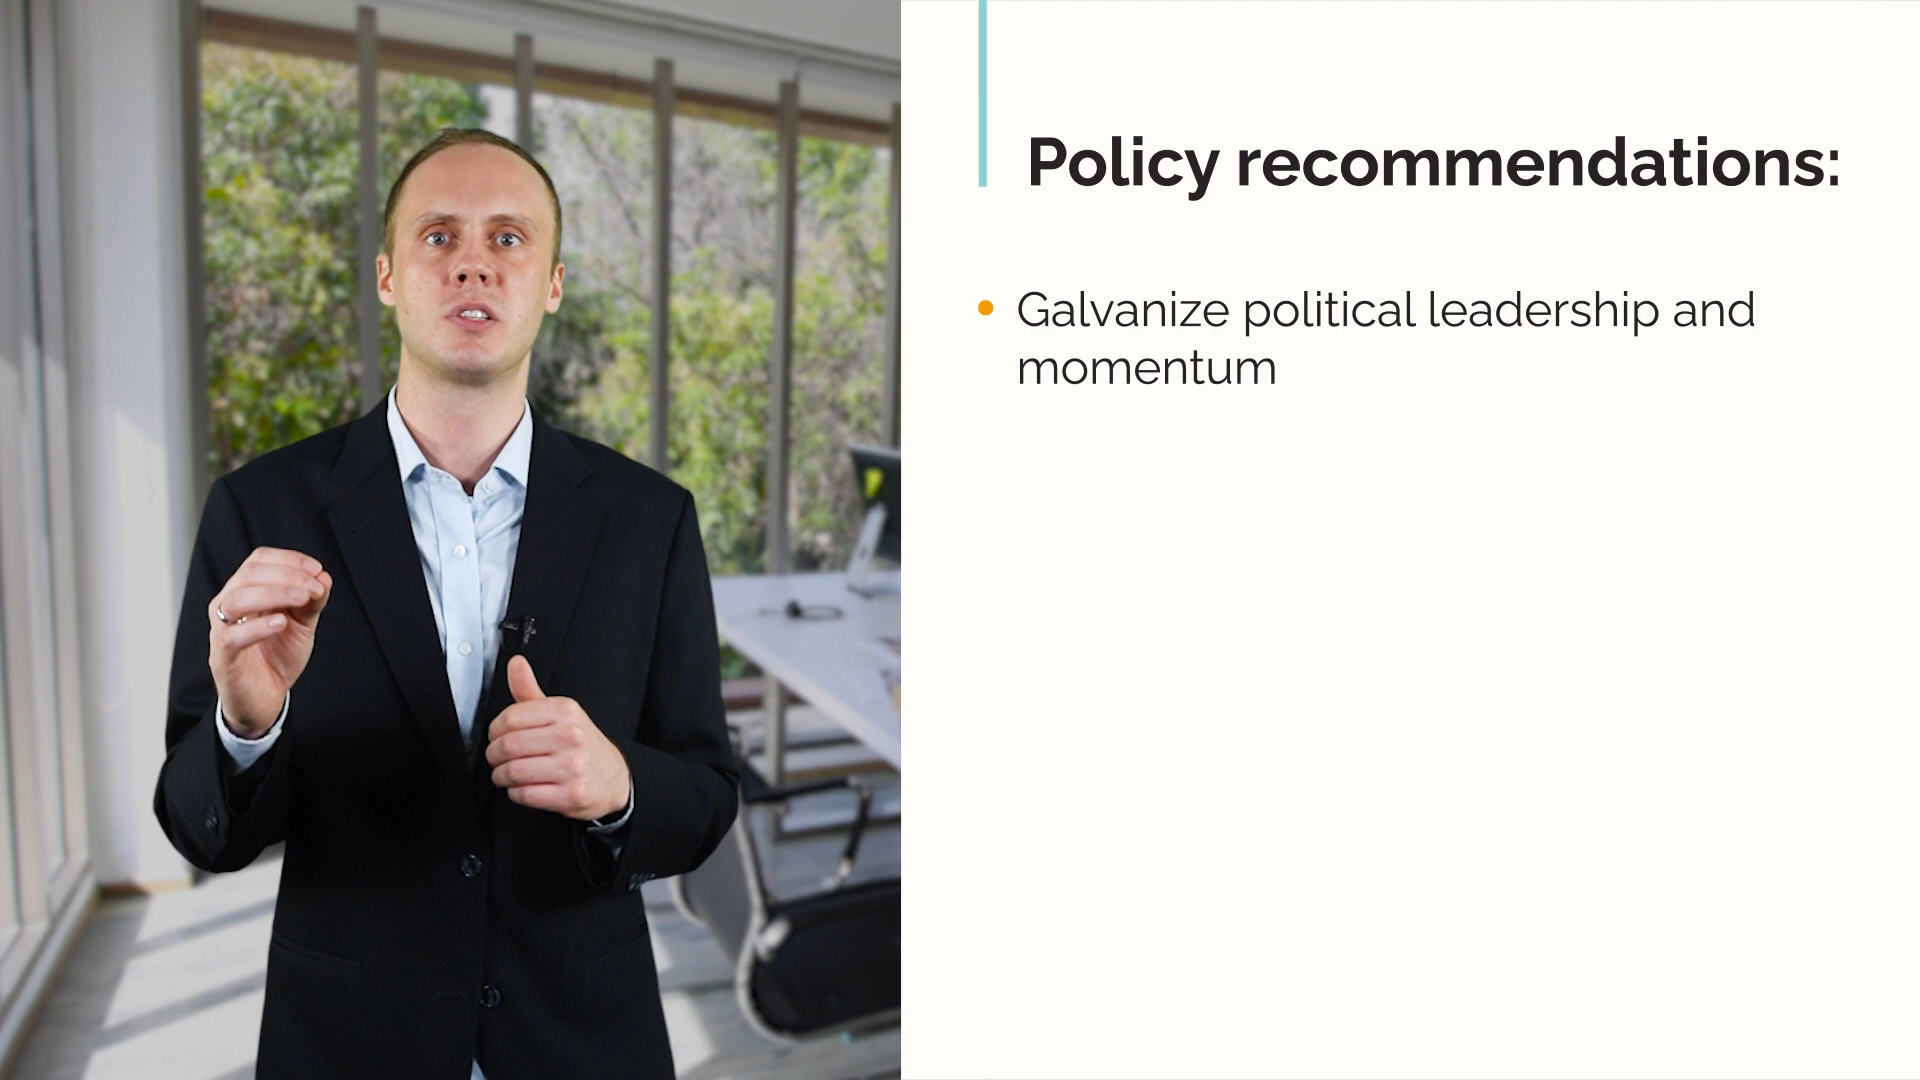 Policy recommendations:
Galvanize political leadership and
momentum